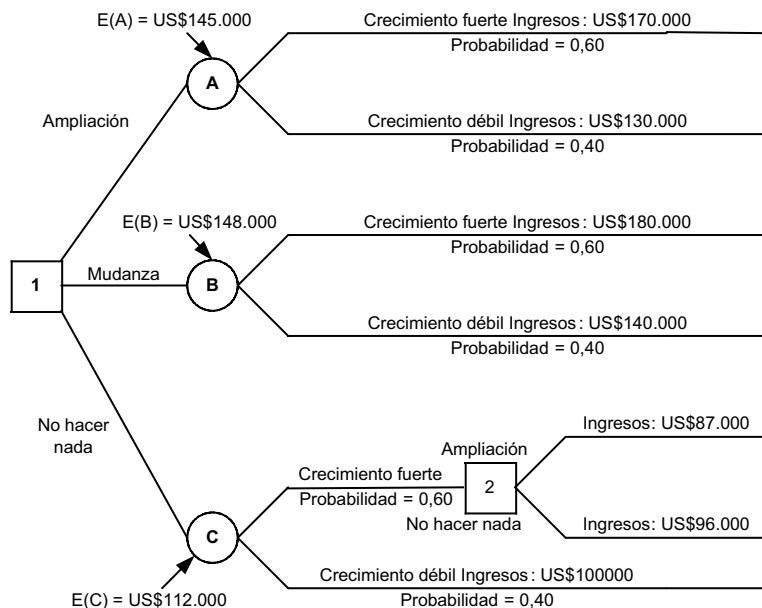 E(A) = US$145.000
Crecimiento fuerte Ingresos: US$170.000
Probabilidad = 0,60
A
Ampliación
Crecimiento débil Ingresos: US$130.000
Probabilidad = 0,40
E(B) = US$148.000
Crecimiento fuerte Ingresos: US$180.000
Probabilidad = 0,60
1
Mudanza
B
Crecimiento débil Ingresos: US$140.000
Probabilidad = 0,40
No hacer
nada
Ingresos: US$87.000
Ampliación
Crecimiento fuerte
Probabilidad = 0,60
2
No hacer nada
Ingresos: US$96.000
C
Crecimiento débil Ingresos: US$100000
Probabilidad = 0,40
E(C) = US$112.000